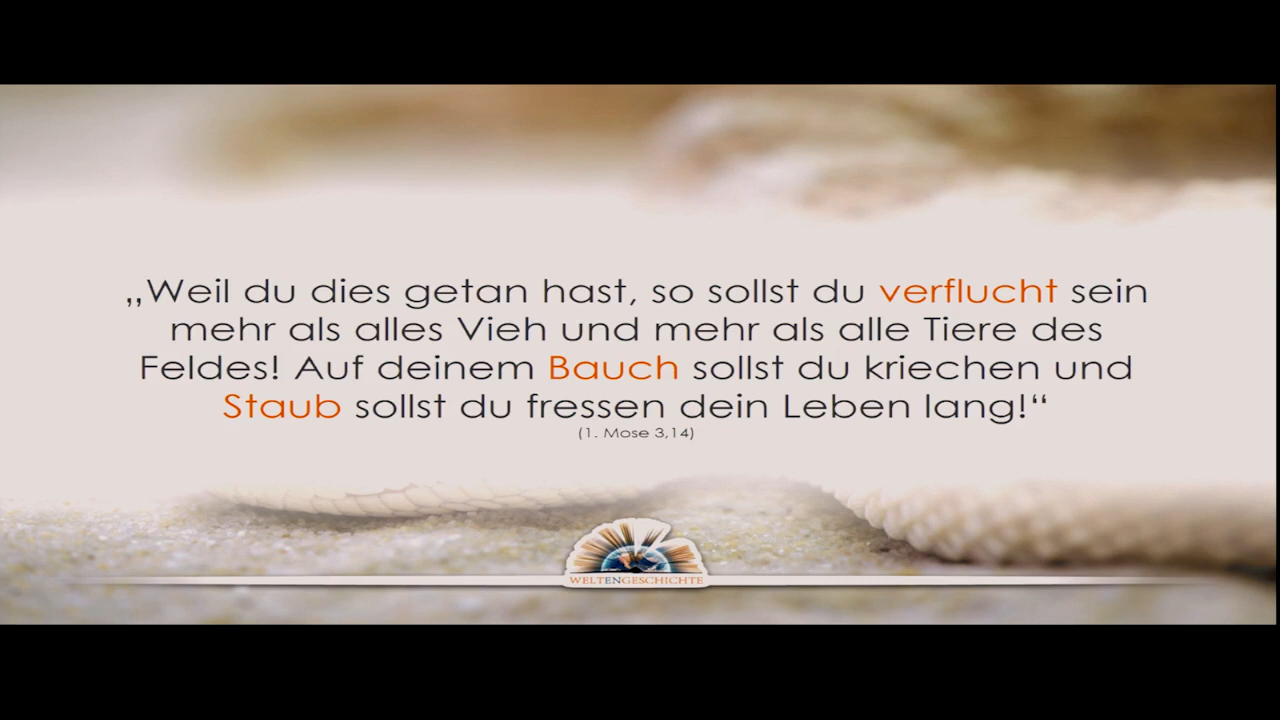 „Weil du dies getan hast, so sollst du verflucht sein
mehr als alles Vieh und mehr als alle Tiere des
Feldes! Auf deinem Bauch sollst du kriechen und
Staub sollst du fressen dein Leben lang!“
(1. Mose 3,14)
WELTENGESCHICHTE